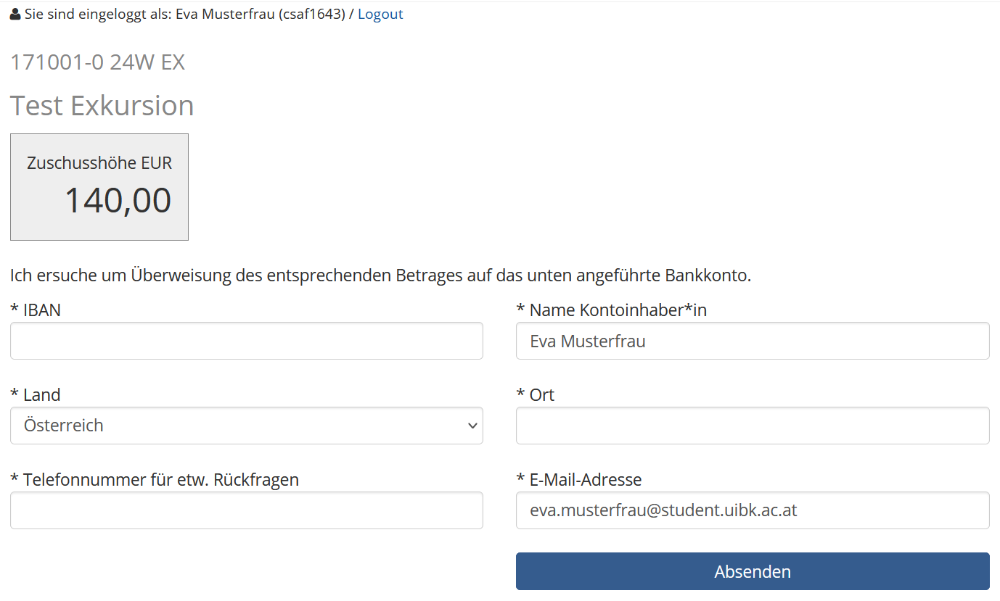 Sie sind eingeloggt als: Eva Musterfrau (csaf1643) / Logout
171001-0 24W EX
Test Exkursion
Zuschusshöhe EUR
140,00
Ich ersuche um Überweisung des entsprechenden Betrages auf das unten angeführte Bankkonto.
* IBAN
* Name Kontoinhaber*in
Eva Musterfrau
* Land
Österreich
* Ort
* Telefonnummer für etw. Rückfragen
* E-Mail-Adresse
eva.musterfrau@student.uibk.ac.at
Absenden